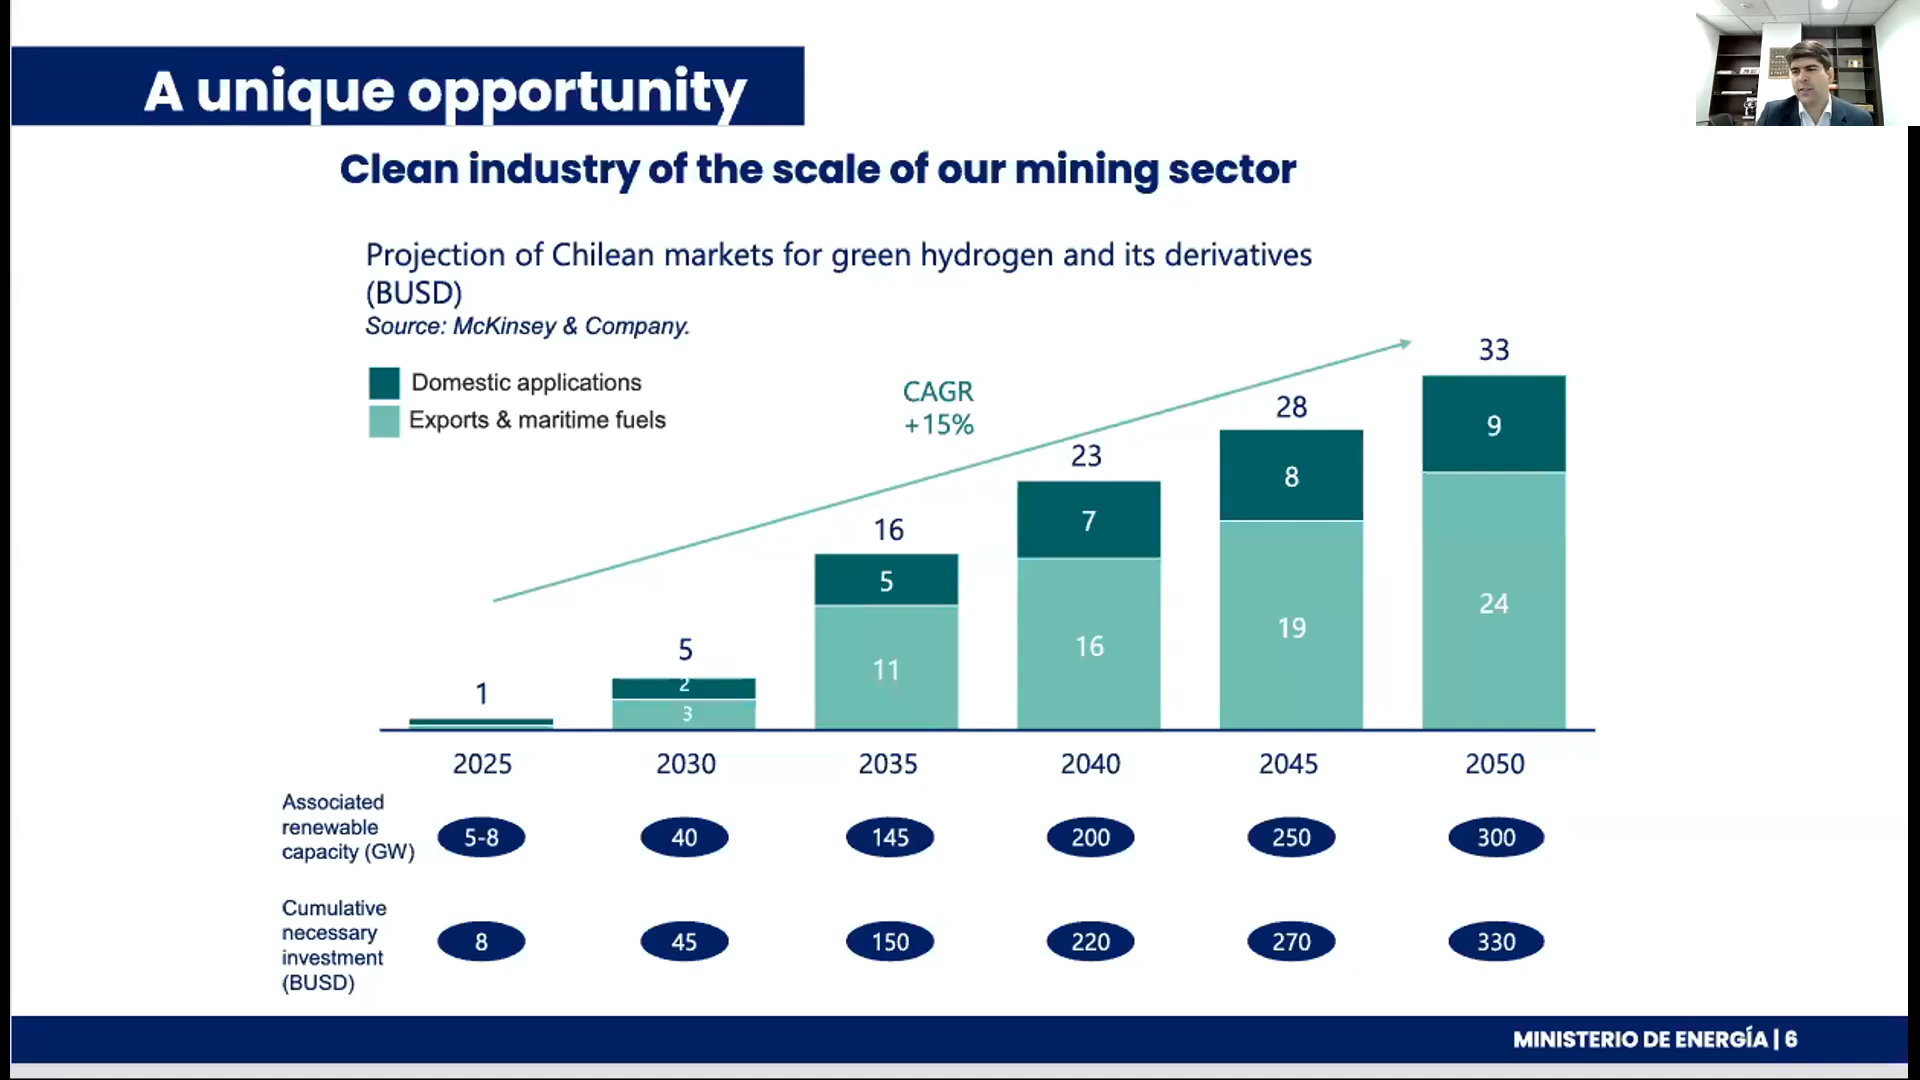 A unique opportunity
Clean industry of the scale of our mining sector
Projection of Chilean markets for green hydrogen and its derivatives
(BUSD)
Source: McKinsey & Company.
Domestic applications
Exports & maritime fuels
CAGR
+15%
1
5
2
3
16
5
11
23
7
16
28
8
19
33
9
24
2025 2030 2035 2040 2045 2050
Associated
renewable
capacity (GW)
5-8 40 145 200 250 300
Cumulative
necessary
investment
(BUSD)
8 45 150 220 270 330
MINISTERIO DE ENERGÍA | 6